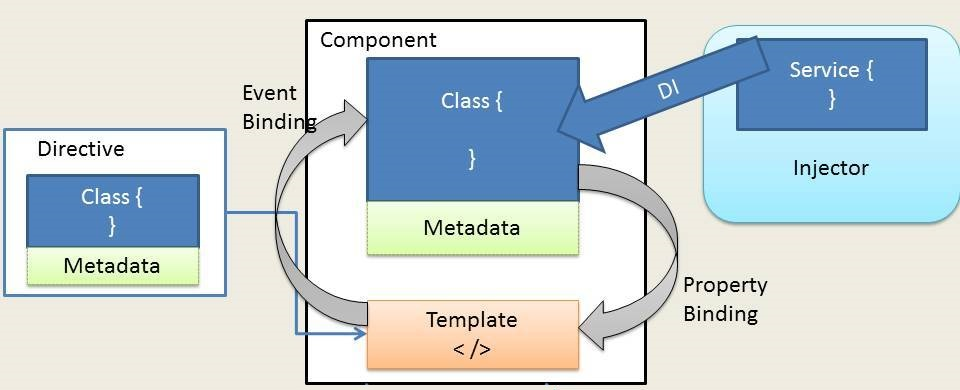 Component
Class {
}
Metadata
Template
< />
Event
Binding
Property
Binding
Directive
Class {
}
Metadata
DI
Service {
}
Injector